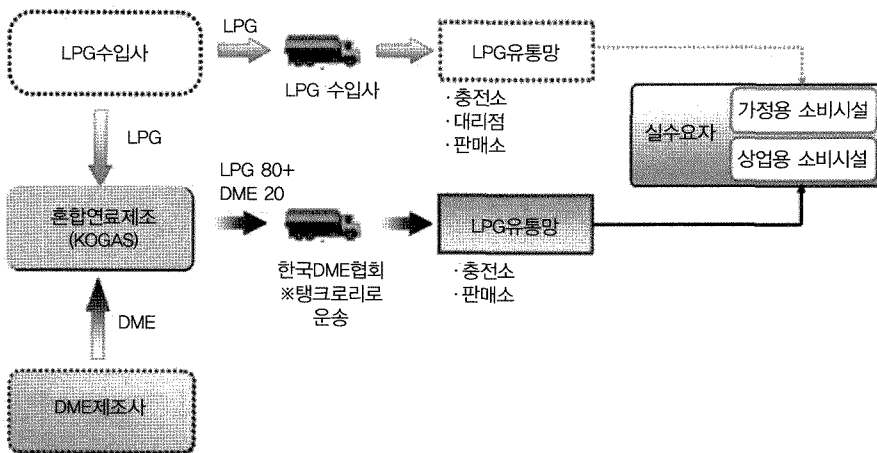 LPG수입사
LPG
LPG 수입사
LPG유통망
·충전소
·대리점
·판매소
실수요자
가정용 소비시설
상업용 소비시설
LPG
혼합연료제조
(KOGAS)
LPG 80+
DME 20
한국DME협회
※탱크로리로
운송
LPG유통망
·충전소
·판매소
DME
DME제조사